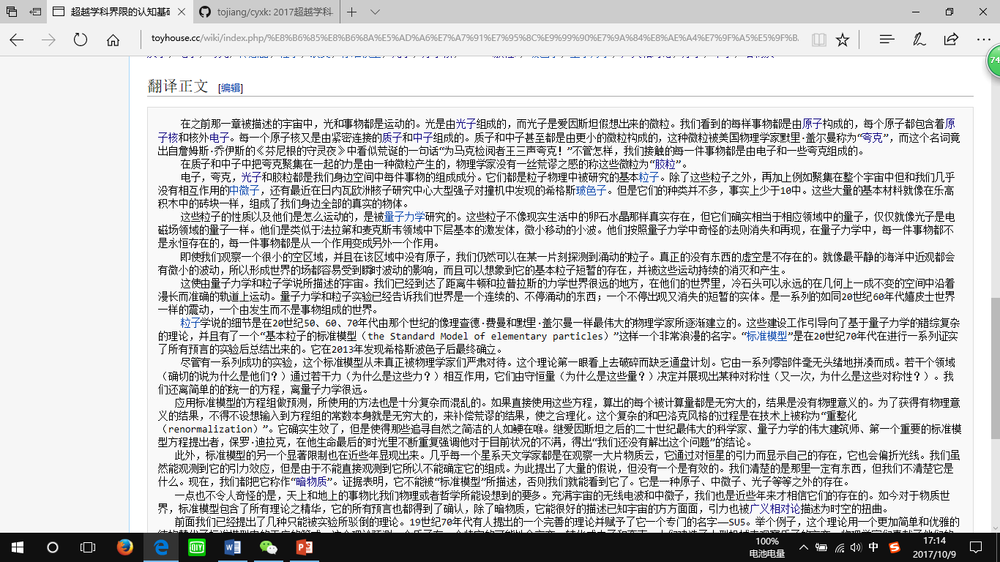 超越学科界限的认知基础
tojiang/cyxk: 2017超越学科
toyhouse.cc/wiki/index.php/%E8%B6%85%E8%B6%8A%E5%AD%A6%E7%A7%91%E7%95%8C%E9%99%90%E7%9A%84%E8%AE%A4%E7%9F%A5%E5%9F%B
74
翻译正文 [编辑]
在之前那一章被描述的宇宙中，光和事物都是运动的。光是由光子组成的，而光子是爱因斯坦假想出来的微粒。我们看到的每样事物都是由原子构成的，每个原子都包含着原
子核和核外电子。每一个原子核又是由紧密连接的质子和中子组成的。质子和中子甚至都是由更小的微粒构成的，这种微粒被美国物理学家默里·盖尔曼称为“夸克”，而这个名词竟
出自詹姆斯·乔伊斯的《芬尼根的守灵夜》中看似荒诞的一句话“为马克检阅者王三声夸克！”不管怎样，我们接触的每一件事物都是由电子和一些夸克组成的。
在质子和中子中把夸克聚集在一起的力是由一种微粒产生的，物理学家没有一丝荒谬之感的称这些微粒为“胶粒”。
电子，夸克，光子和胶粒都是我们身边空间中每件事物的组成成分。它们都是粒子物理中被研究的基本粒子。除了这些粒子之外，再加上例如聚集在整个宇宙中但和我们几乎
没有相互作用的中微子，还有最近在日内瓦欧洲核子研究中心大型强子对撞机中发现的希格斯玻色子。但是它们的种类并不多，事实上少于10中。这些大量的基本材料就像在乐高
积木中的砖块一样，组成了我们身边全部的真实的物体。
这些粒子的性质以及他们是怎么运动的，是被量子力学研究的。这些粒子不像现实生活中的卵石水晶那样真实存在，但它们确实相当于相应领域中的量子，仅仅就像光子是电
磁场领域的量子一样。他们是类似于法拉第和麦克斯韦领域中下层基本的激发体，微小移动的小波。他们按照量子力学中奇怪的法则消失和再现，在量子力学中，每一件事物都不
是永恒存在的，每一件事物都是从一个作用变成另外一个作用。
即使我们观察一个很小的空区域，并且在该区域中没有原子，我们仍然可以在某一片刻探测到涌动的粒子。真正的没有东西的虚空是不存在的。就像最平静的海洋中近观都会
有微小的波动，所以形成世界的场都容易受到瞬时波动的影响，而且可以想象到它的基本粒子短暂的存在，并被这些运动持续的消灭和产生。
这使由量子力学和粒子学说所描述的宇宙。我们已经到达了距离牛顿和拉普拉斯的力学世界很远的地方，在他们的世界里，冷石头可以永远的在几何上一成不变的空间中沿着
漫长而准确的轨道上运动。量子力学和粒子实验已经告诉我们世界是一个连续的、不停涌动的东西；一个不停出现又消失的短暂的实体。是一系列的如同20世纪60年代嬉皮士世界
一样的震动，一个由发生而不是事物组成的世界。
粒子学说的细节是在20世纪50、60、70年代由那个世纪的像理查德·费曼和默里·盖尔曼一样最伟大的物理学家所逐渐建立的。这些建设工作引导向了基于量子力学的错综复杂
的理论，并且有了一个“基本粒子的标准模型（the Standard Model of elementary particles）”这样一个非常浪漫的名字。“标准模型”是在20世纪70年代在进行一系列证实
了所有预言的实验后总结出来的。它在2013年发现希格斯波色子后最终确立。
尽管有一系列成功的实验，这个标准模型从未真正被物理学家们严肃对待。这个理论第一眼看上去破碎而缺乏通盘计划。它由一系列零部件毫无头绪地拼凑而成。若干个领域
（确切的说为什么是他们？）通过若干力（为什么是这些力？）相互作用，它们由守恒量（为什么是这些量？）决定并展现出某种对称性（又一次，为什么是这些对称性？）。我
们还离简单的的统一的方程，离量子力学很远。
应用标准模型的方程组做预测，所使用的方法也是十分复杂而混乱的。如果直接使用这些方程，算出的每个被计算量都是无穷大的，结果是没有物理意义的。为了获得有物理意
义的结果，不得不设想输入到方程组的常数本身就是无穷大的，来补偿荒谬的结果，使之合理化。这个复杂的和巴洛克风格的过程是在技术上被称为“重整化
（renormalization）”。它确实生效了，但是使得那些追寻自然之简洁的人如鲠在喉。继爱因斯坦之后的二十世纪最伟大的科学家、量子力学的伟大建筑师、第一个重要的标准模
型方程提出者，保罗·迪拉克，在他生命最后的时光里不断重复强调他对于目前状况的不满，得出“我们还没有解出这个问题”的结论。
此外，标准模型的另一个显著限制也在近些年显现出来。几乎每一个星系天文学家都是在观察一大片物质云，它通过对恒星的引力而显示自己的存在，它也会偏折光线。我们虽
然能观测到它的引力效应，但是由于不能直接观测到它所以不能确定它的组成。为此提出了大量的假说，但没有一个是有效的。我们清楚的是那里一定有东西，但我们不清楚它是
什么。现在，我们都把它称作“暗物质”。证据表明，它不能被“标准模型”所描述，否则我们就能看到它了。它是一种原子、中微子、光子等等之外的存在。
一点也不令人奇怪的是，天上和地上的事物比我们物理或者哲学所能设想到的要多。充满宇宙的无线电波和中微子，我们也是近些年来才相信它们的存在的。如今对于物质世
界，标准模型包含了所有理论之精华，它的所有预言也都得到了确认，除了暗物质，它能很好的描述已知宇宙的方方面面，引力也被广义相对论描述为时空的扭曲。
前面我们已经提出了几种只能被实验所驳倒的理论。19世纪70年代有人提出的一个完善的理论并赋予了它一个专门的名字——SU5。举个例子，这个理论用一个更加简单和优雅的
100%
电池电量
中
17:14
2017/10/9